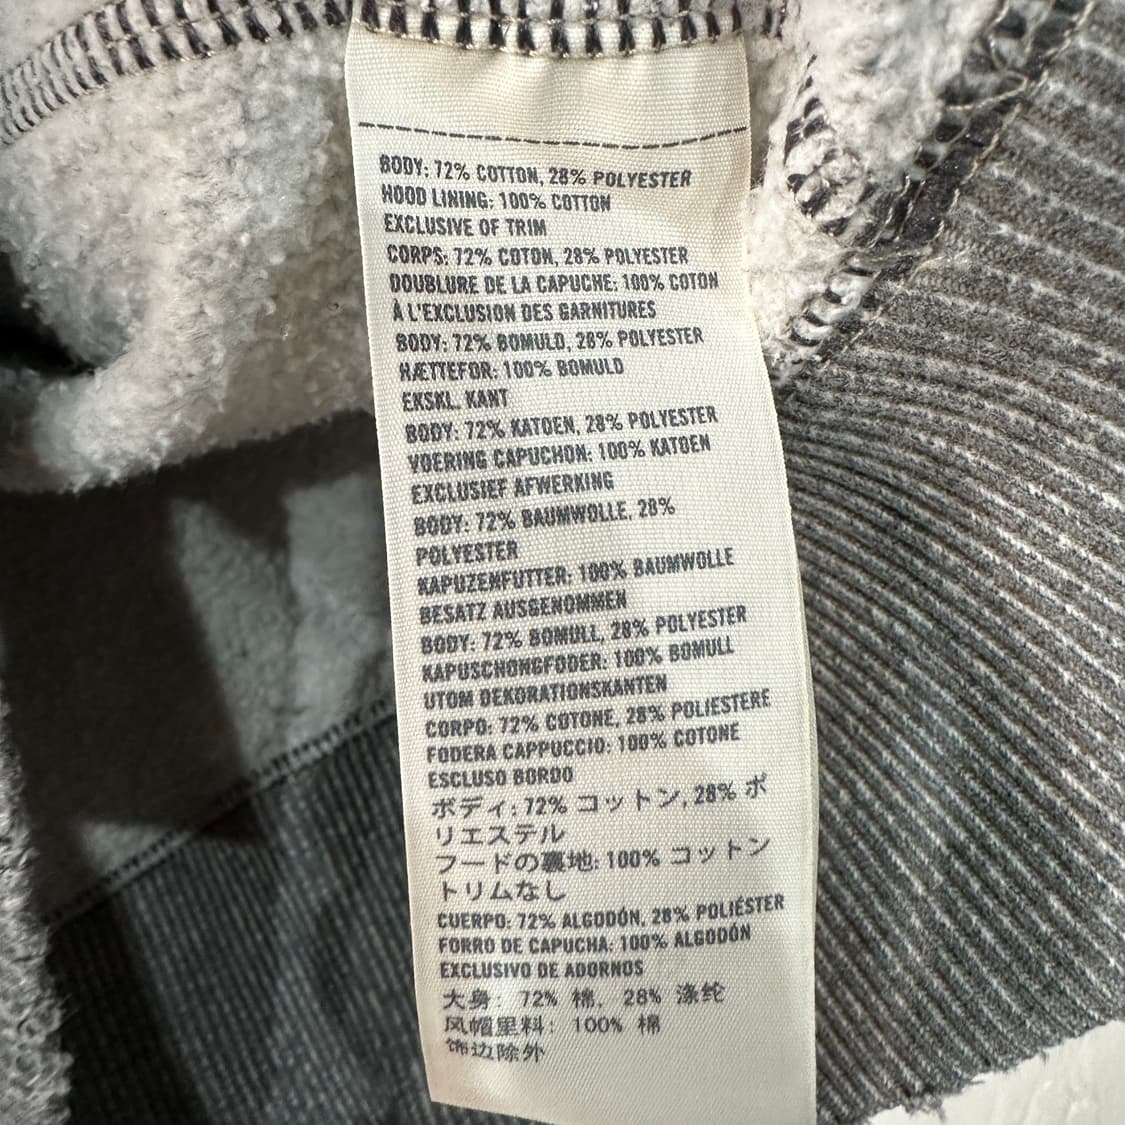 BODY: 72% COTTON, 28% POLYESTER
HOOD LINING: 100% COTTON
EXCLUSIVE OF TRIM
CORPS: 72% COTON, 28% POLYESTER
DOUBLURE DE LA CAPUCHE: 100% COTON
À L'EXCLUSION DES GARNITURES
BODY: 72% BOMULD, 28% POLYESTER
HÆTTEFOR: 100% BOMULD
EKSKL. KANT
BODY: 72% KATOEN, 28% POLYESTER
VOERING CAPUCHON: 100% KATOEN
EXCLUSIEF AFWERKING
BODY: 72% BAUMWOLLE, 28%
POLYESTER
KAPUZENFUTTER: 100% BAUMWOLLE
BESATZ AUSGENOMMEN
BODY: 72% BOMULL, 28% POLYESTER
KAPUSCHONGFODER: 100% BOMULL
UTOM DEKORATIONSKANTEN
CORPO: 72% COTONE, 28% POLIESTERE
FODERA CAPPUCCIO: 100% COTONE
ESCLUSO BORDO
ボディ: 72% コットン, 28% ポ
リエステル
フードの裏地: 100% コットン
トリムなし
CUERPO: 72% ALGODÓN, 28% POLIÉSTER
FORRO DE CAPUCHA: 100% ALGODÓN
EXCLUSIVO DE ADORNOS
大身: 72% 棉, 28% 涤纶
风帽里料: 100% 棉
饰边除外